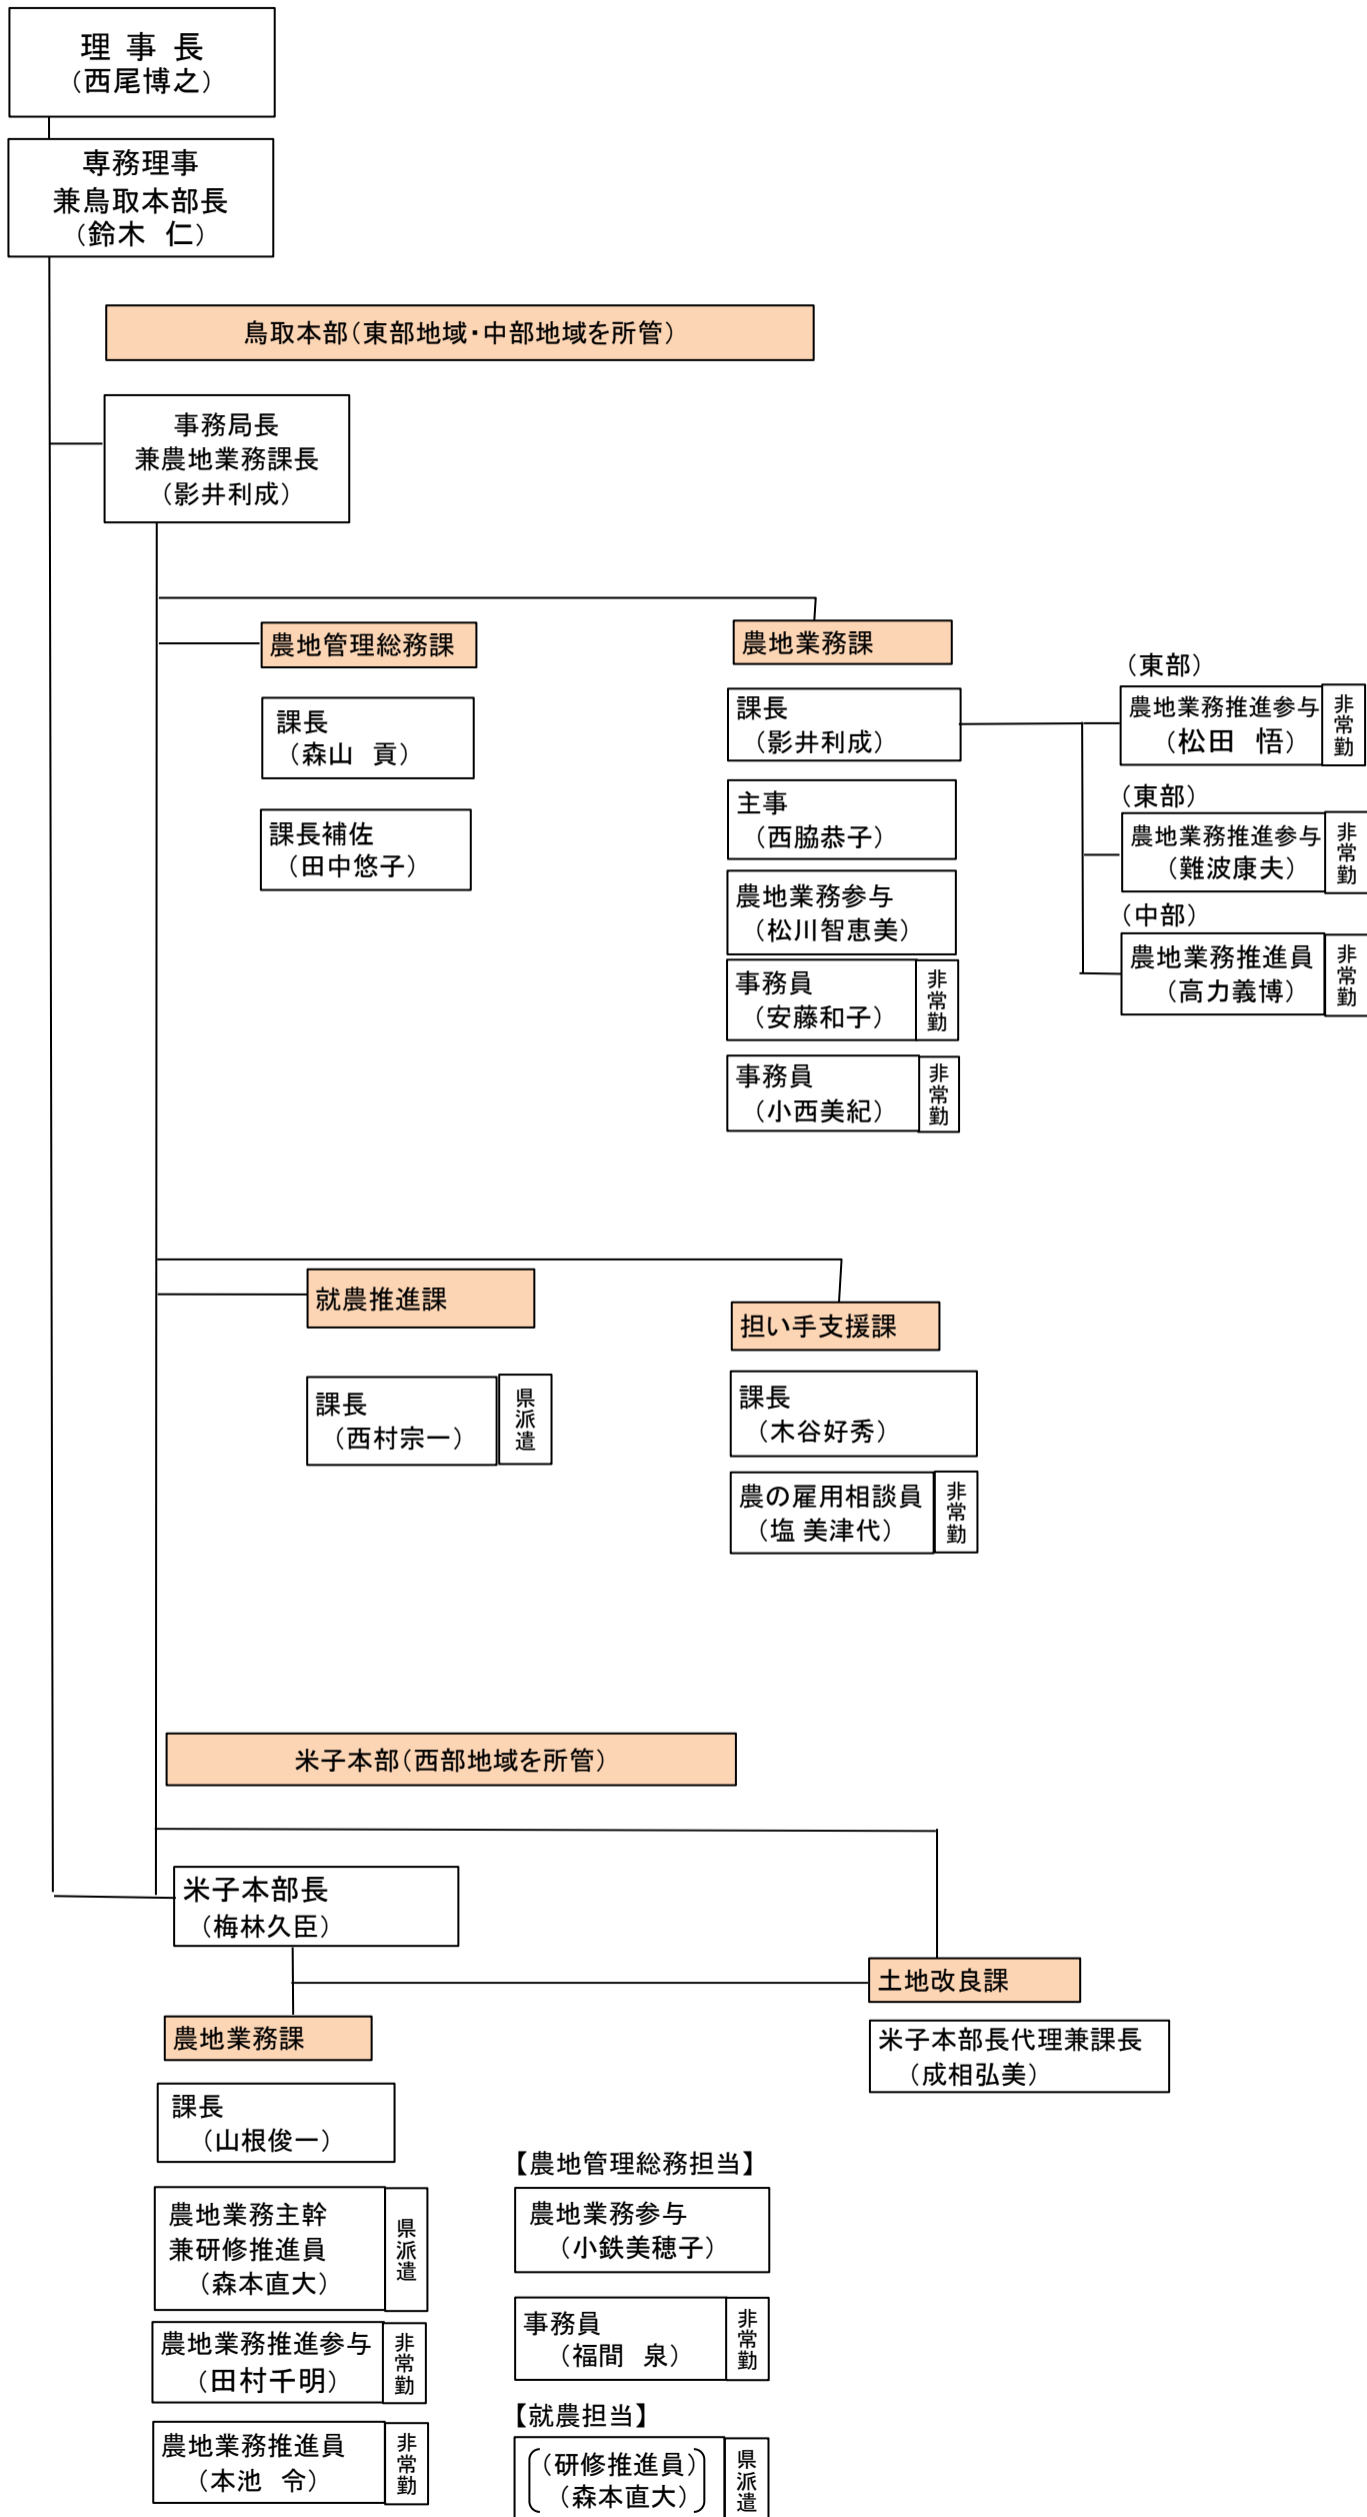 理 事 長
（西尾博之）
専務理事
兼鳥取本部長
（鈴木　仁）
鳥取本部（東部地域・中部地域を所管）
事務局長
兼農地業務課長
（影井利成）
農地管理総務課
課長
（森山　貢）
課長補佐
（田中悠子）
農地業務課
課長
（影井利成）
主事
（西脇恭子）
農地業務参与
（松川智恵美）
事務員
（安藤和子）
非常勤
事務員
（小西美紀）
非常勤
（東部）
農地業務推進参与
（松田　悟）
非常勤
（東部）
農地業務推進参与
（難波康夫）
非常勤
（中部）
農地業務推進員
（高力義博）
非常勤
就農推進課
課長
（西村宗一）
県派遣
担い手支援課
課長
（木谷好秀）
農の雇用相談員
（塩 美津代）
非常勤
米子本部（西部地域を所管）
米子本部長
（梅林久臣）
土地改良課
米子本部長代理兼課長
（成相弘美）
農地業務課
課長
（山根俊一）
農地業務主幹
兼研修推進員
（森本直大）
県派遣
農地業務推進参与
（田村千明）
非常勤
農地業務推進員
（本池　令）
非常勤
【農地管理総務担当】
農地業務参与
（小鉄美穂子）
事務員
（福間　泉）
非常勤
【就農担当】
（研修推進員）
（森本直大）
県派遣